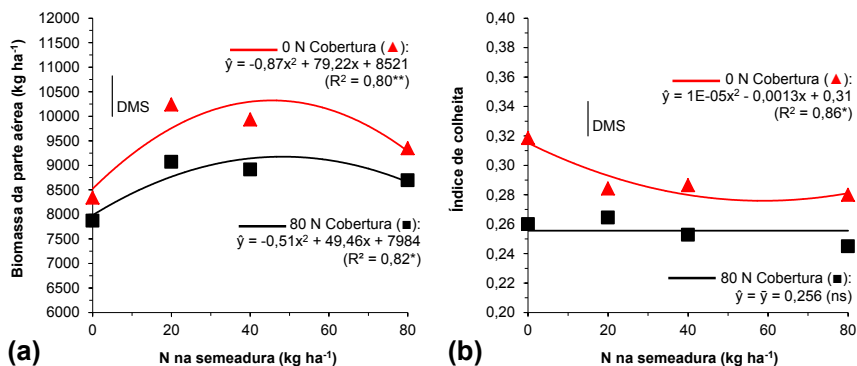 12000
11500
11000
10500
10000
9500
9000
8500
8000
7500
7000
6500
6000
Biomassa da parte aérea (kg ha⁻¹)
0 N Cobertura (▲):
ŷ = -0,87x² + 79,22x + 8521
(R² = 0,80**)
DMS
80 N Cobertura (■):
ŷ = -0,51x² + 49,46x + 7984
(R² = 0,82*)
0 20 40 60 80
N na semeadura (kg ha⁻¹)
(a)
0,40
0,38
0,36
0,34
0,32
0,30
0,28
0,26
0,24
0,22
0,20
Índice de colheita
0 N Cobertura (▲):
ŷ = 1E-05x² - 0,0013x + 0,31
(R² = 0,86*)
DMS
80 N Cobertura (■):
ŷ = ȳ = 0,256 (ns)
0 20 40 60 80
N na semeadura (kg ha⁻¹)
(b)